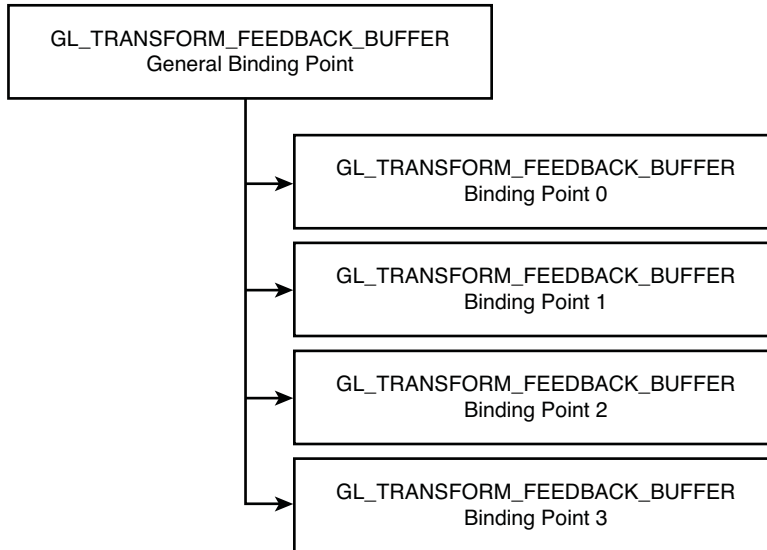 GL_TRANSFORM_FEEDBACK_BUFFER
General Binding Point
GL_TRANSFORM_FEEDBACK_BUFFER
Binding Point 0
GL_TRANSFORM_FEEDBACK_BUFFER
Binding Point 1
GL_TRANSFORM_FEEDBACK_BUFFER
Binding Point 2
GL_TRANSFORM_FEEDBACK_BUFFER
Binding Point 3